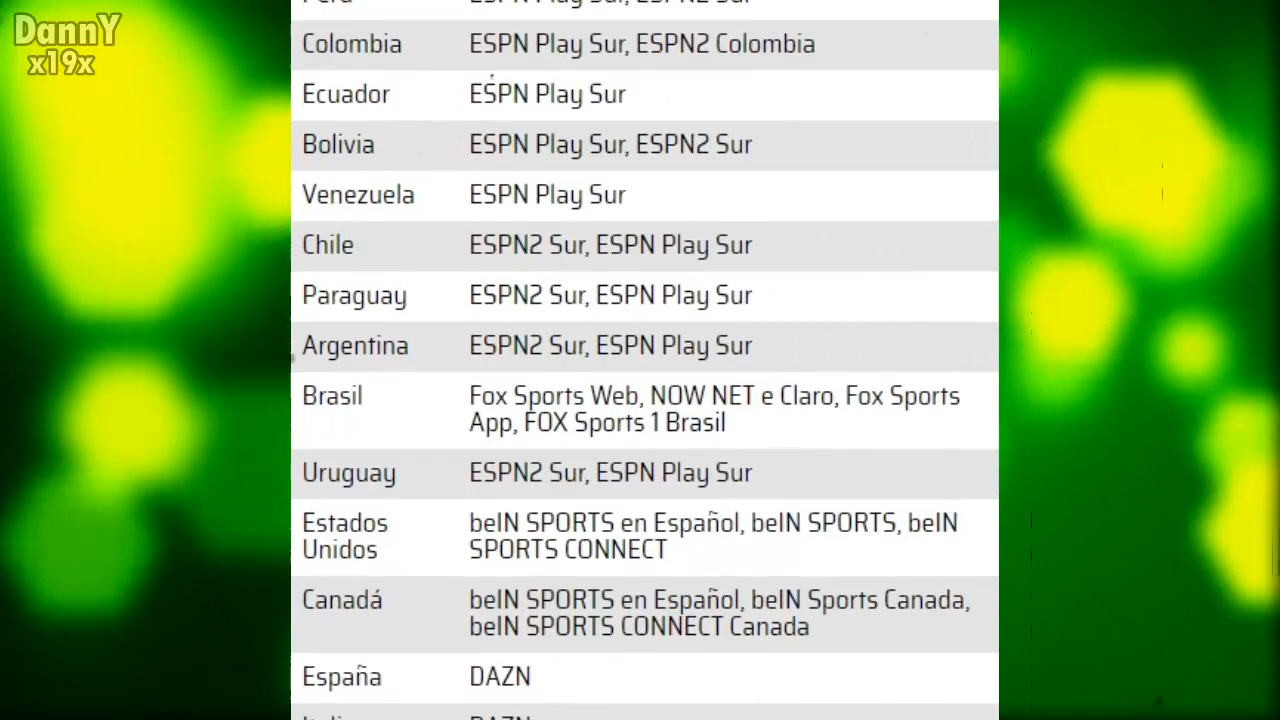 DannY
x19x
Colombia ESPN Play Sur, ESPN2 Colombia
Ecuador ESPN Play Sur
Bolivia ESPN Play Sur, ESPN2 Sur
Venezuela ESPN Play Sur
Chile ESPN2 Sur, ESPN Play Sur
Paraguay ESPN2 Sur, ESPN Play Sur
Argentina ESPN2 Sur, ESPN Play Sur
Brasil Fox Sports Web, NOW NET e Claro, Fox Sports
App, FOX Sports 1 Brasil
Uruguay ESPN2 Sur, ESPN Play Sur
Estados beIN SPORTS en Español, beIN SPORTS, beIN
Unidos SPORTS CONNECT
Canadá beIN SPORTS en Español, beIN Sports Canada,
beIN SPORTS CONNECT Canada
España DAZN